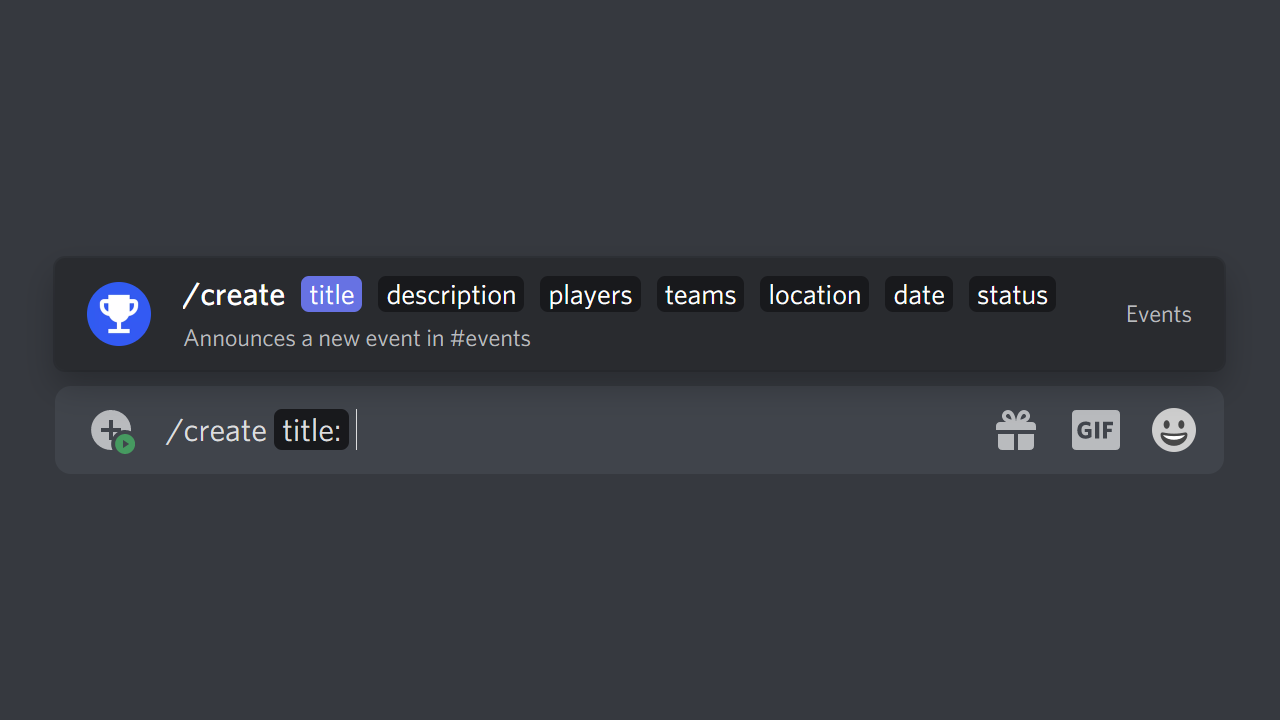 /create title description players teams location date status
Announces a new event in #events
Events
/create title:
GIF